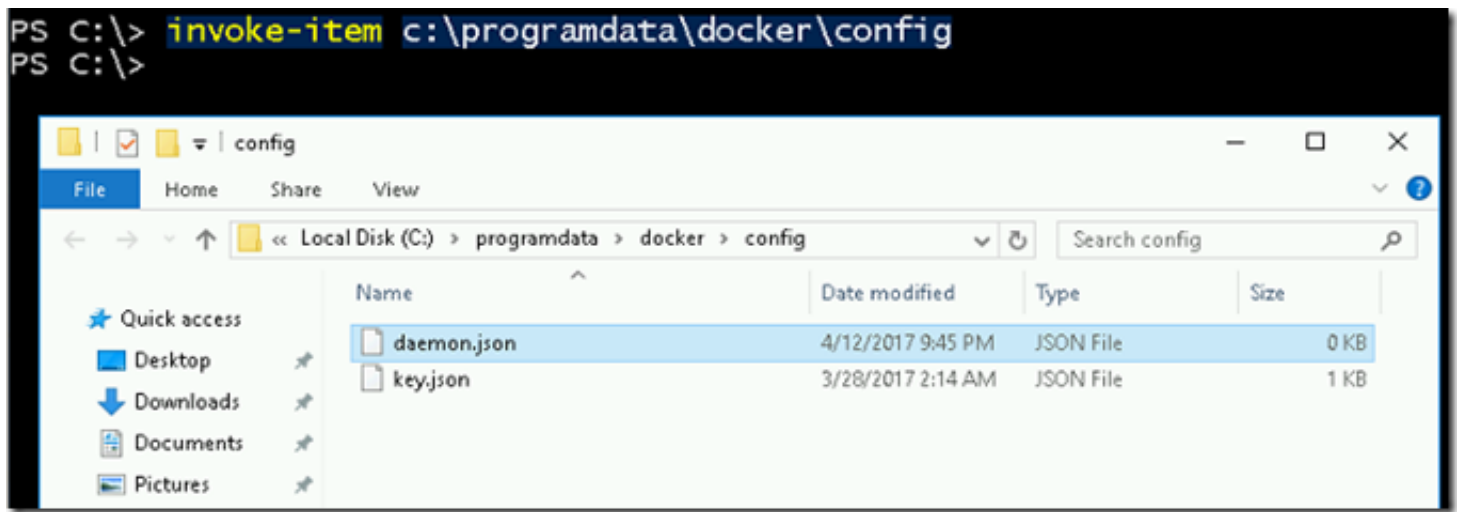 PS C:\> invoke-item c:\programdata\docker\config
PS C:\>
config
File Home Share View
« Local Disk (C:) > programdata > docker > config Search config
Name Date modified Type Size
Quick access
daemon.json 4/12/2017 9:45 PM JSON File 0 KB
Desktop
key.json 3/28/2017 2:14 AM JSON File 1 KB
Downloads
Documents
Pictures